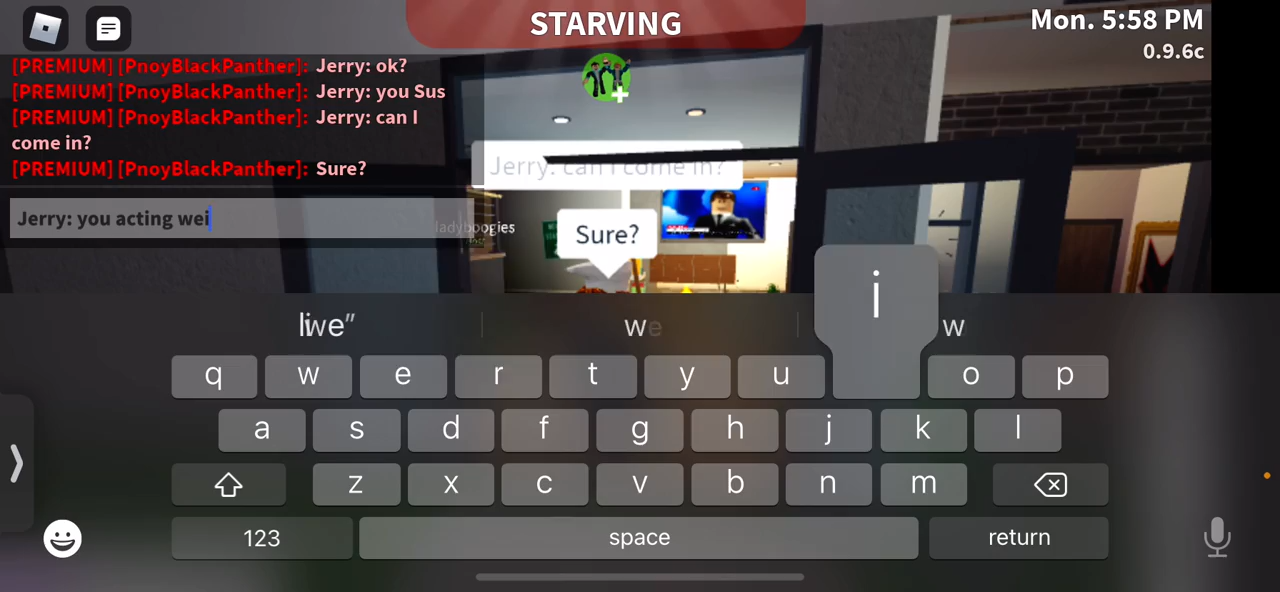 STARVING
Mon. 5:58 PM
0.9.6c
[PREMIUM] [PnoyBlackPanther]: Jerry: ok?
[PREMIUM] [PnoyBlackPanther]: Jerry: you Sus
[PREMIUM] [PnoyBlackPanther]: Jerry: can I
come in?
[PREMIUM] [PnoyBlackPanther]: Sure?
Jerry: can I come in?
Jerry: you acting wei
ladyboogies
Sure?
i
we
w
q w e r t y u o p
a s d f g h j k l
z x c v b n m
123 space return